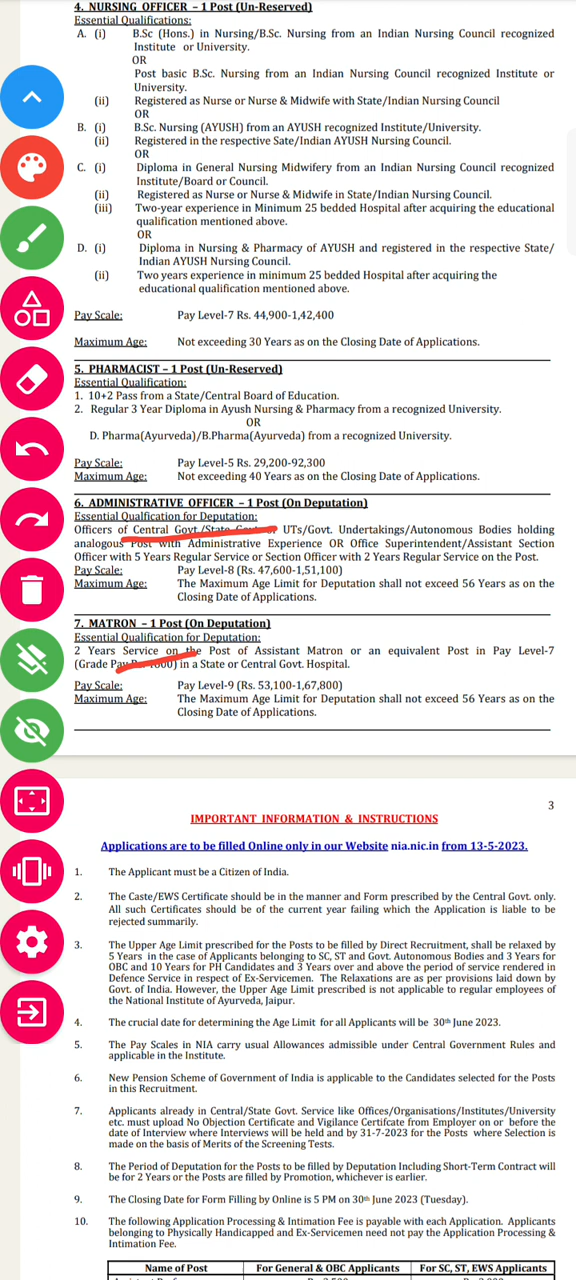 4. NURSING OFFICER – 1 Post (Un-Reserved)
Essential Qualifications:
A. (i) B.Sc (Hons.) in Nursing/B.Sc. Nursing from an Indian Nursing Council recognized
Institute or University.
OR
Post basic B.Sc. Nursing from an Indian Nursing Council recognized Institute or
University.
(ii) Registered as Nurse or Nurse & Midwife with State/Indian Nursing Council
OR
B. (i) B.Sc. Nursing (AYUSH) from an AYUSH recognized Institute/University.
(ii) Registered in the respective Sate/Indian AYUSH Nursing Council.
OR
C. (i) Diploma in General Nursing Midwifery from an Indian Nursing Council recognized
Institute/Board or Council.
(ii) Registered as Nurse or Nurse & Midwife in State/Indian Nursing Council.
(iii) Two-year experience in Minimum 25 bedded Hospital after acquiring the educational
qualification mentioned above.
OR
D. (i) Diploma in Nursing & Pharmacy of AYUSH and registered in the respective State/
Indian AYUSH Nursing Council.
(ii) Two years experience in minimum 25 bedded Hospital after acquiring the
educational qualification mentioned above.
Pay Scale: Pay Level-7 Rs. 44,900-1,42,400
Maximum Age: Not exceeding 30 Years as on the Closing Date of Applications.
5. PHARMACIST – 1 Post (Un-Reserved)
Essential Qualification:
1. 10+2 Pass from a State/Central Board of Education.
2. Regular 3 Year Diploma in Ayush Nursing & Pharmacy from a recognized University.
OR
D. Pharma(Ayurveda)/B.Pharma(Ayurveda) from a recognized University.
Pay Scale: Pay Level-5 Rs. 29,200-92,300
Maximum Age: Not exceeding 40 Years as on the Closing Date of Applications.
6. ADMINISTRATIVE OFFICER – 1 Post (On Deputation)
Essential Qualfication for Deputation:
Officers of Central Govt./State UTs/Govt. Undertakings/Autonomous Bodies holding
analogous Post with Administrative Experience OR Office Superintendent/Assistant Section
Officer with 5 Years Regular Service or Section Officer with 2 Years Regular Service on the Post.
Pay Scale: Pay Level-8 (Rs. 47,600-1,51,100)
Maximum Age: The Maximum Age Limit for Deputation shall not exceed 56 Years as on the
Closing Date of Applications.
7. MATRON – 1 Post (On Deputation)
Essential Qualification for Deputation:
2 Years Service on the Post of Assistant Matron or an equivalent Post in Pay Level-7
(Grade in a State or Central Govt. Hospital.
Pay Scale: Pay Level-9 (Rs. 53,100-1,67,800)
Maximum Age: The Maximum Age Limit for Deputation shall not exceed 56 Years as on the
Closing Date of Applications.
3
IMPORTANT INFORMATION & INSTRUCTIONS
Applications are to be filled Online only in our Website nia.nic.in from 13-5-2023.
1. The Applicant must be a Citizen of India.
2. The Caste/EWS Certificate should be in the manner and Form prescribed by the Central Govt. only.
All such Certificates should be of the current year failing which the Application is liable to be
rejected summarily.
3. The Upper Age Limit prescribed for the Posts to be filled by Direct Recruitment, shall be relaxed by
5 Years in the case of Applicants belonging to SC, ST and Govt. Autonomous Bodies and 3 Years for
OBC and 10 Years for PH Candidates and 3 Years over and above the period of service rendered in
Defence Service in respect of Ex-Servicemen. The Relaxations are as per provisions laid down by
Govt. of India. However, the Upper Age Limit prescribed is not applicable to regular employees of
the National Institute of Ayurveda, Jaipur.
4. The crucial date for determining the Age Limit for all Applicants will be 30th June 2023.
5. The Pay Scales in NIA carry usual Allowances admissible under Central Government Rules and
applicable in the Institute.
6. New Pension Scheme of Government of India is applicable to the Candidates selected for the Posts
in this Recruitment.
7. Applicants already in Central/State Govt. Service like Offices/Organisations/Institutes/University
etc. must upload No Objection Certificate and Vigilance Certifcate from Employer on or before the
date of Interview where Interviews will be held and by 31-7-2023 for the Posts where Selection is
made on the basis of Merits of the Screening Tests.
8. The Period of Deputation for the Posts to be filled by Deputation Including Short-Term Contract will
be for 2 Years or the Posts are filled by Promotion, whichever is earlier.
9. The Closing Date for Form Filling by Online is 5 PM on 30th June 2023 (Tuesday).
10. The following Application Processing & Intimation Fee is payable with each Application. Applicants
belonging to Physically Handicapped and Ex-Servicemen need not pay the Application Processing &
Intimation Fee.
Name of Post For General & OBC Applicants For SC, ST, EWS Applicants